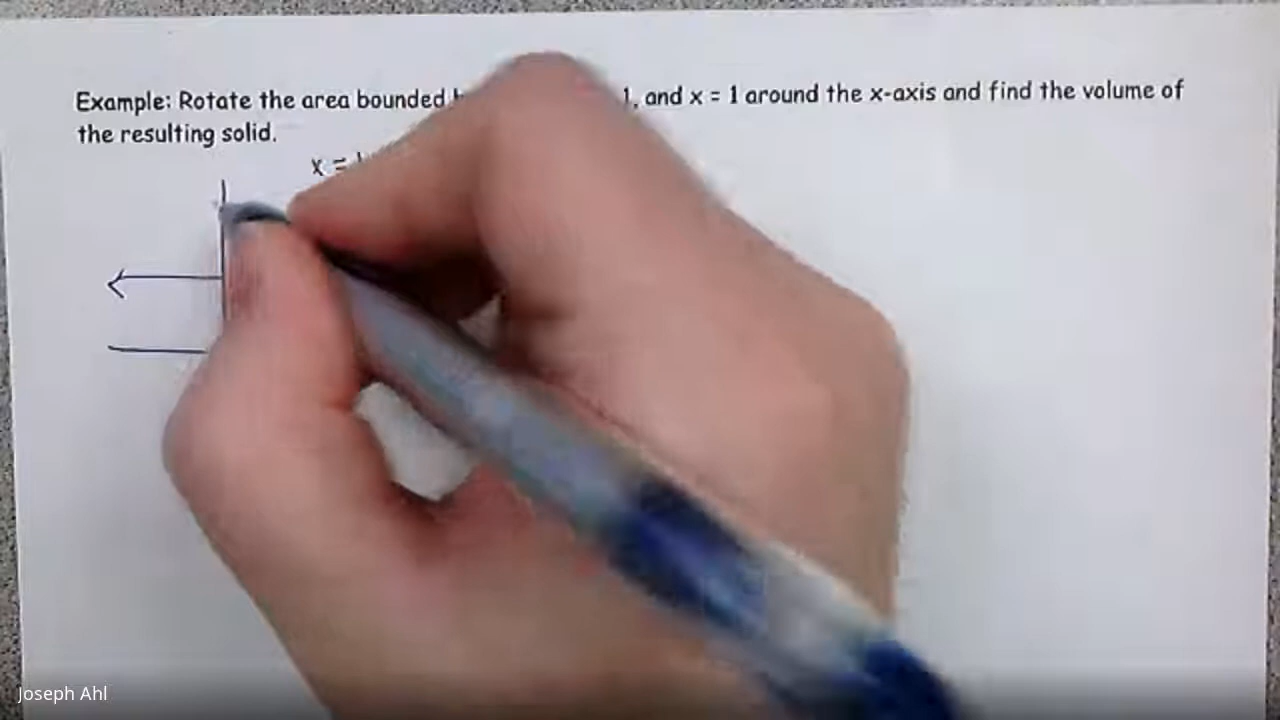 Example: Rotate the area bounded 1, and x = 1 around the x-axis and find the volume of
the resulting solid.
x =
Joseph Ahl